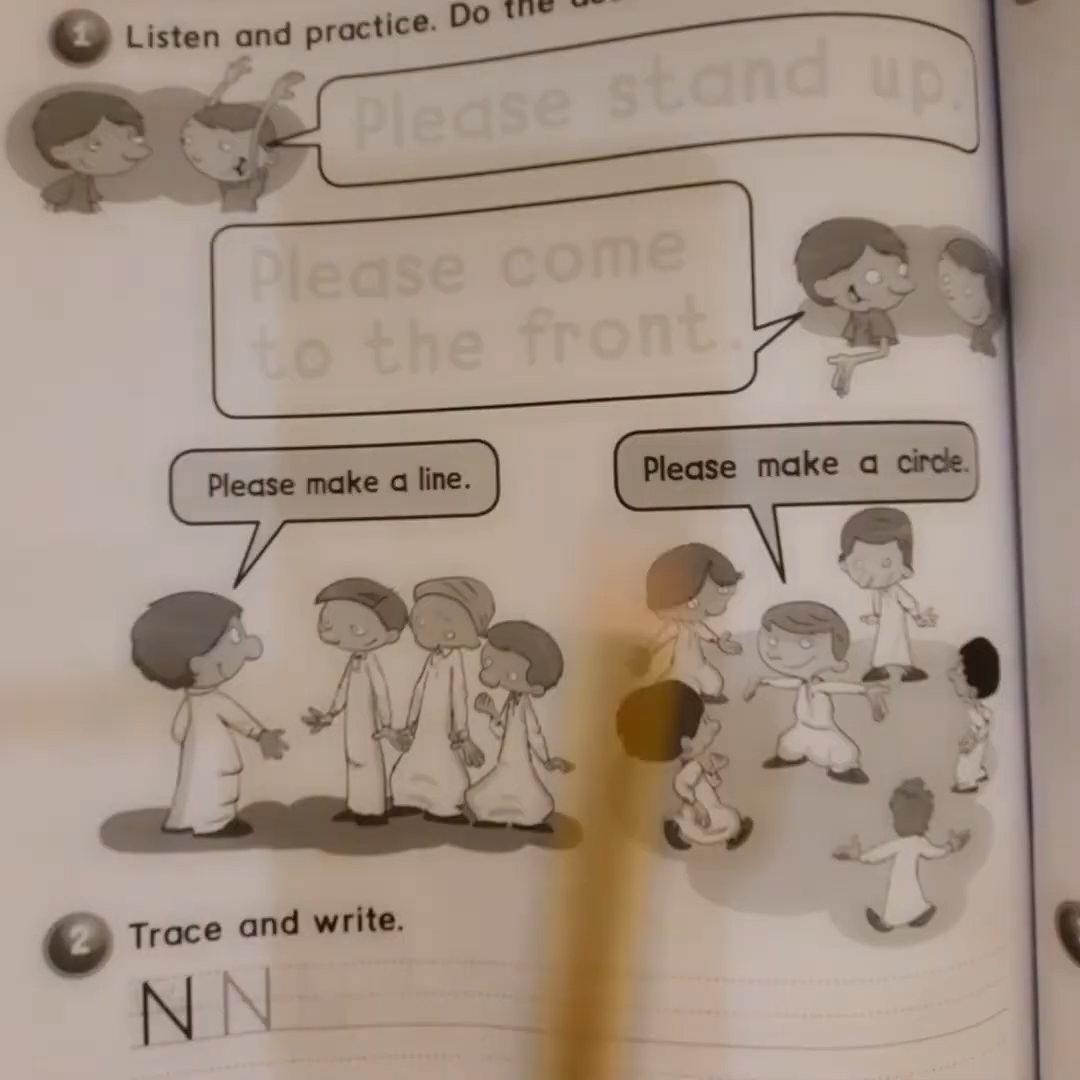 1 Listen and practice. Do the
Please stand up.
Please come
to the front.
Please make a line.
Please make a circle.
2 Trace and write.
N N